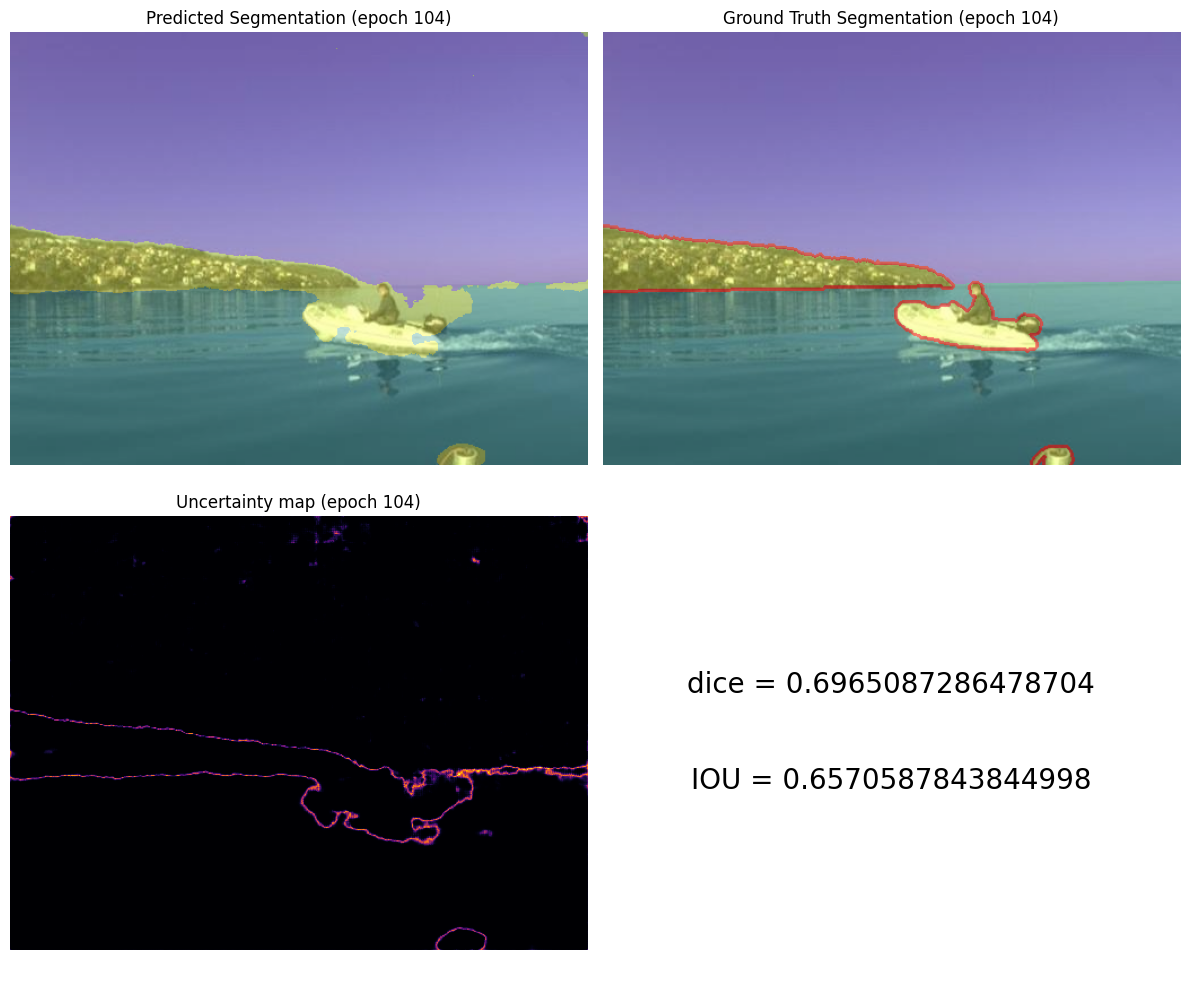 Predicted Segmentation (epoch 104)
Ground Truth Segmentation (epoch 104)
Uncertainty map (epoch 104)
dice = 0.6965087286478704
IOU = 0.6570587843844998